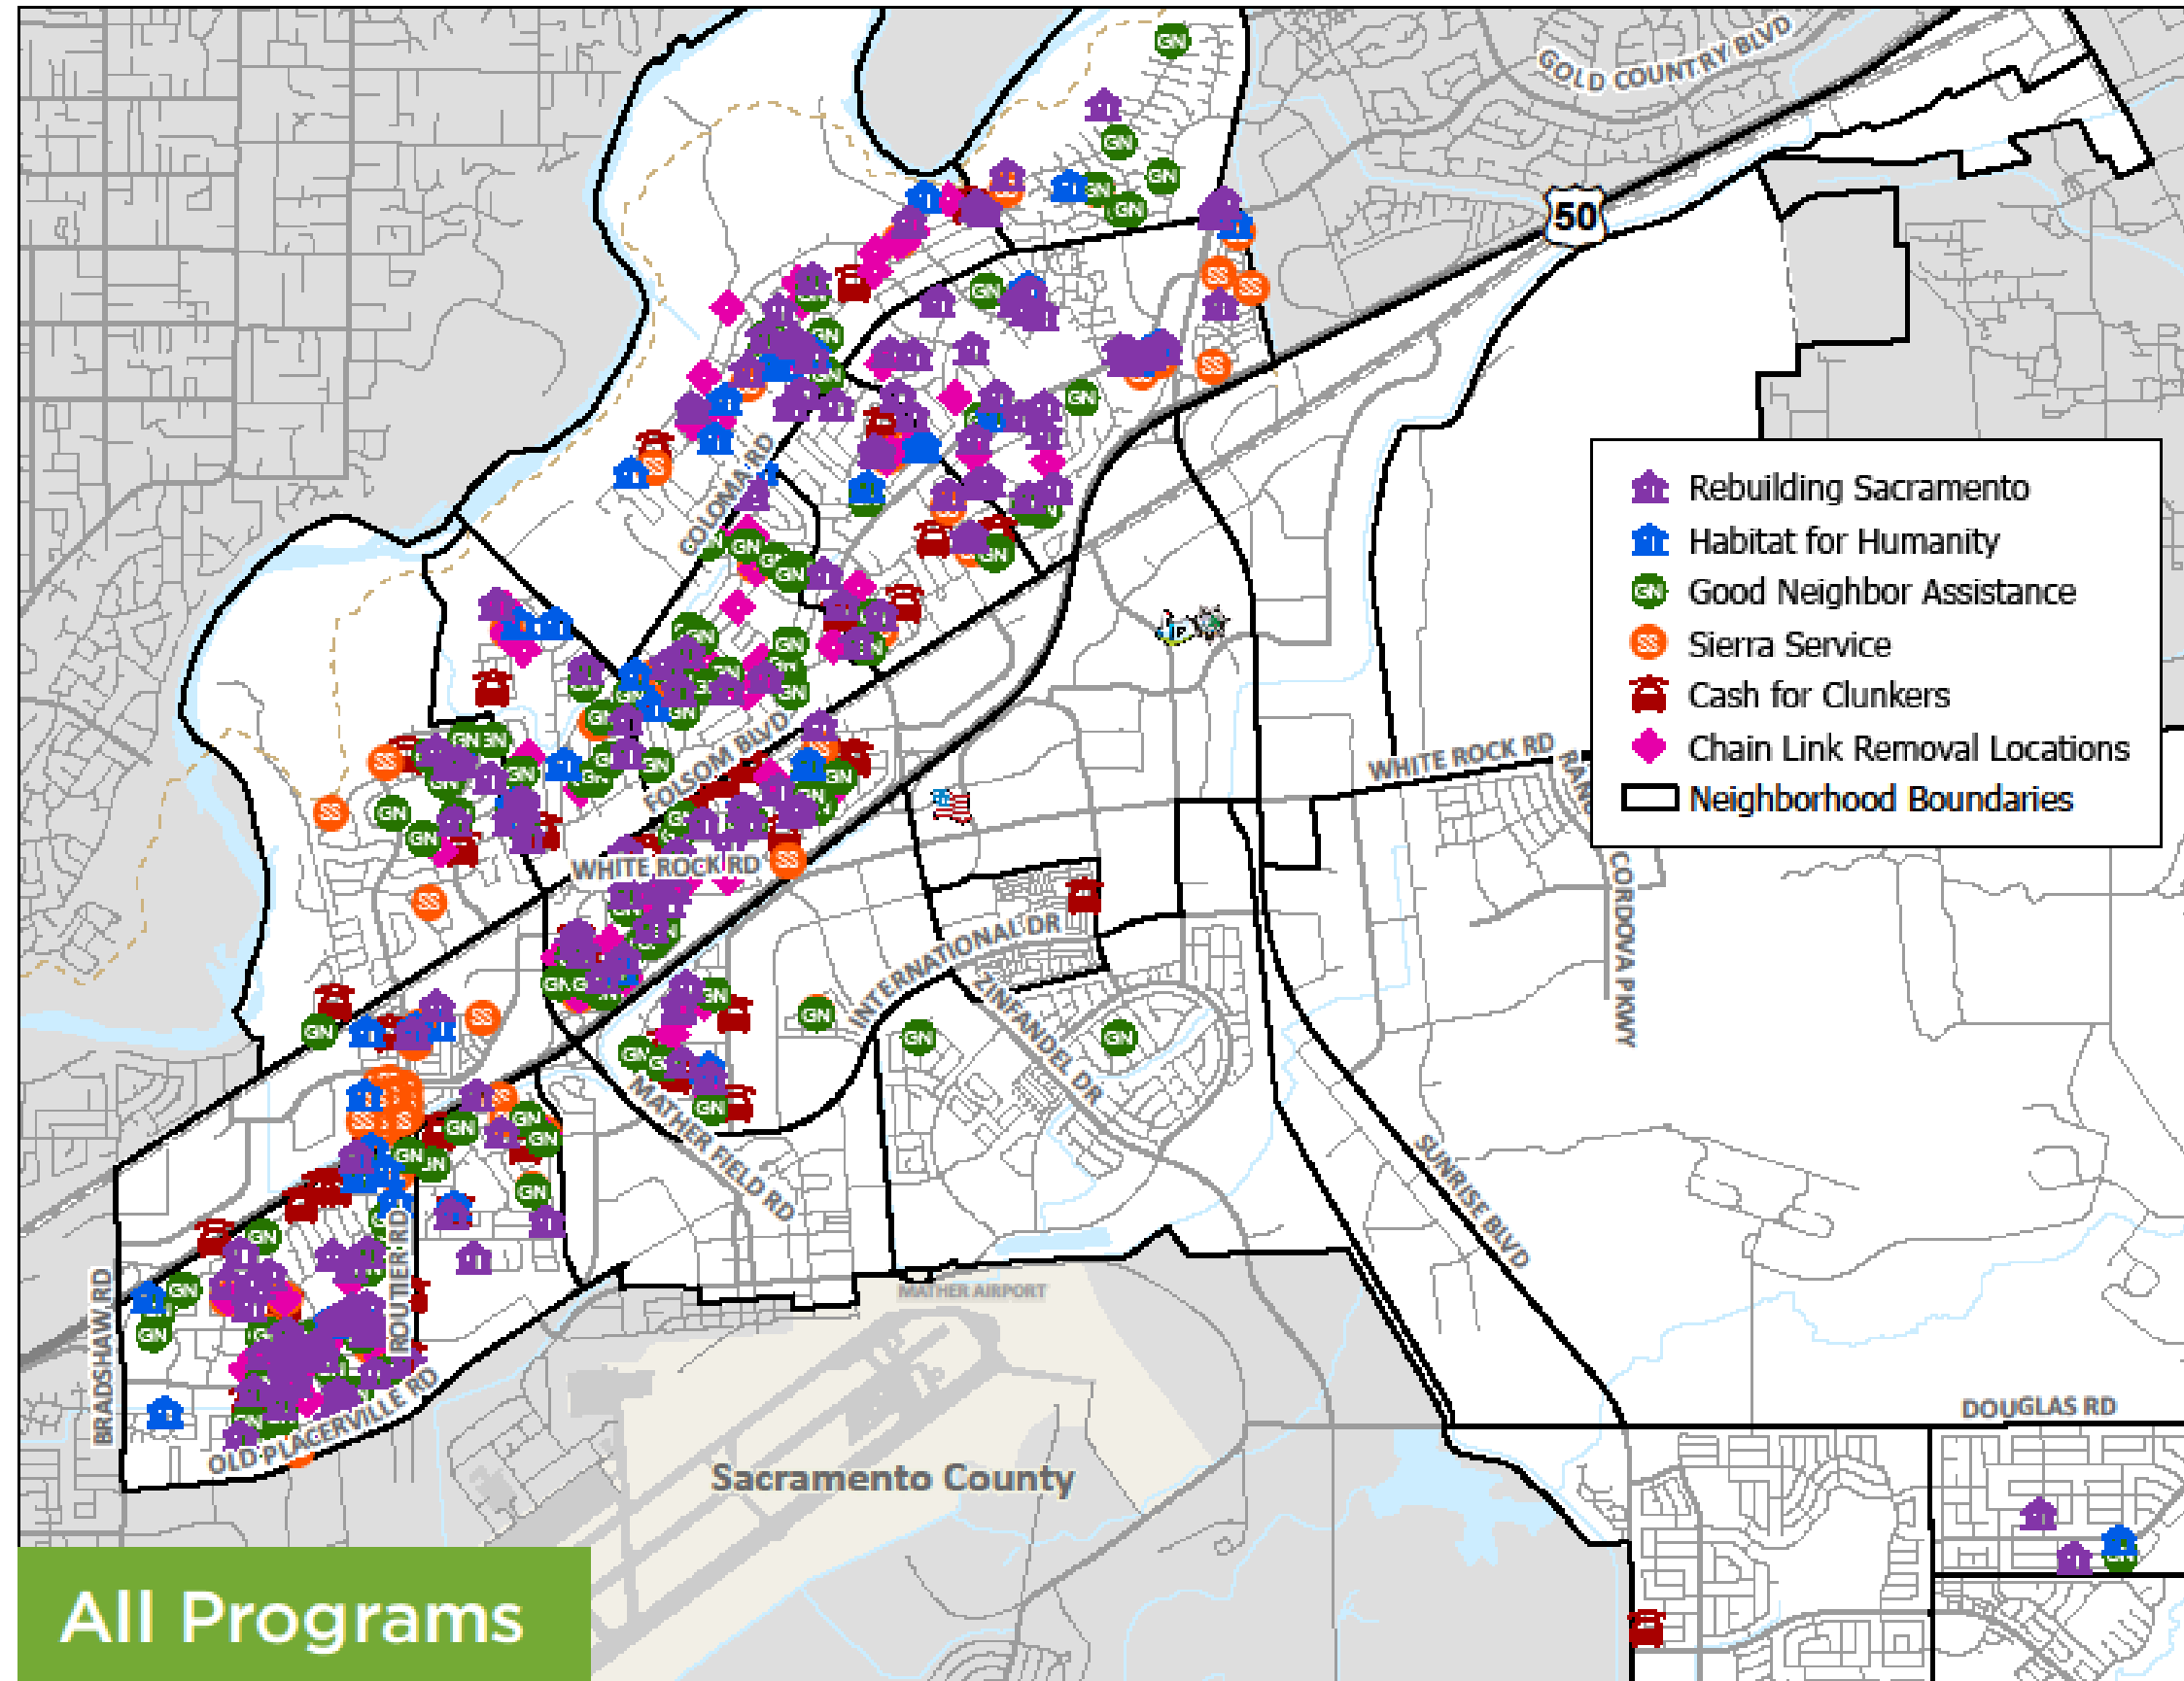 GOLD COUNTRY BLVD
50
COLOMA RD
Rebuilding Sacramento
Habitat for Humanity
GN Good Neighbor Assistance
SS Sierra Service
Cash for Clunkers
Chain Link Removal Locations
Neighborhood Boundaries
FOLSOM BLVD
WHITE ROCK RD
RANC
CORDOVA PKWY
WHITE ROCK RD
INTERNATIONAL DR
ZINFANDEL DR
MATHER FIELD RD
SUNRISE BLVD
ROUTIER RD
BRADSHAW RD
MATHER AIRPORT
OLD PLACERVILLE RD
DOUGLAS RD
Sacramento County
All Programs